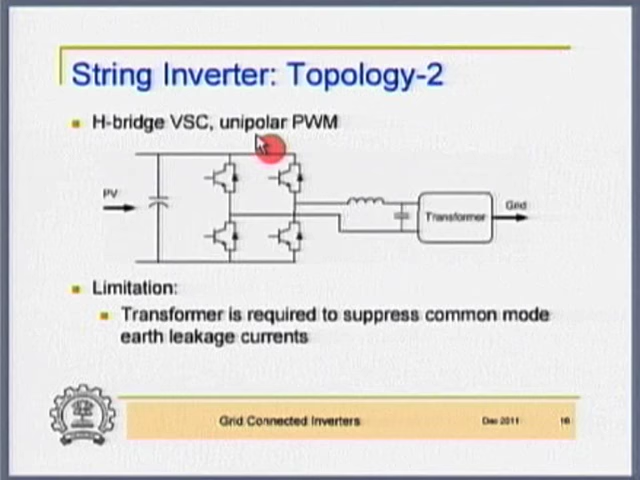 String Inverter: Topology-2
H-bridge VSC, unipolar PWM
PV
Transformer
Grid
Limitation:
Transformer is required to suppress common mode
earth leakage currents
Grid Connected Inverters
Dec 2011
16